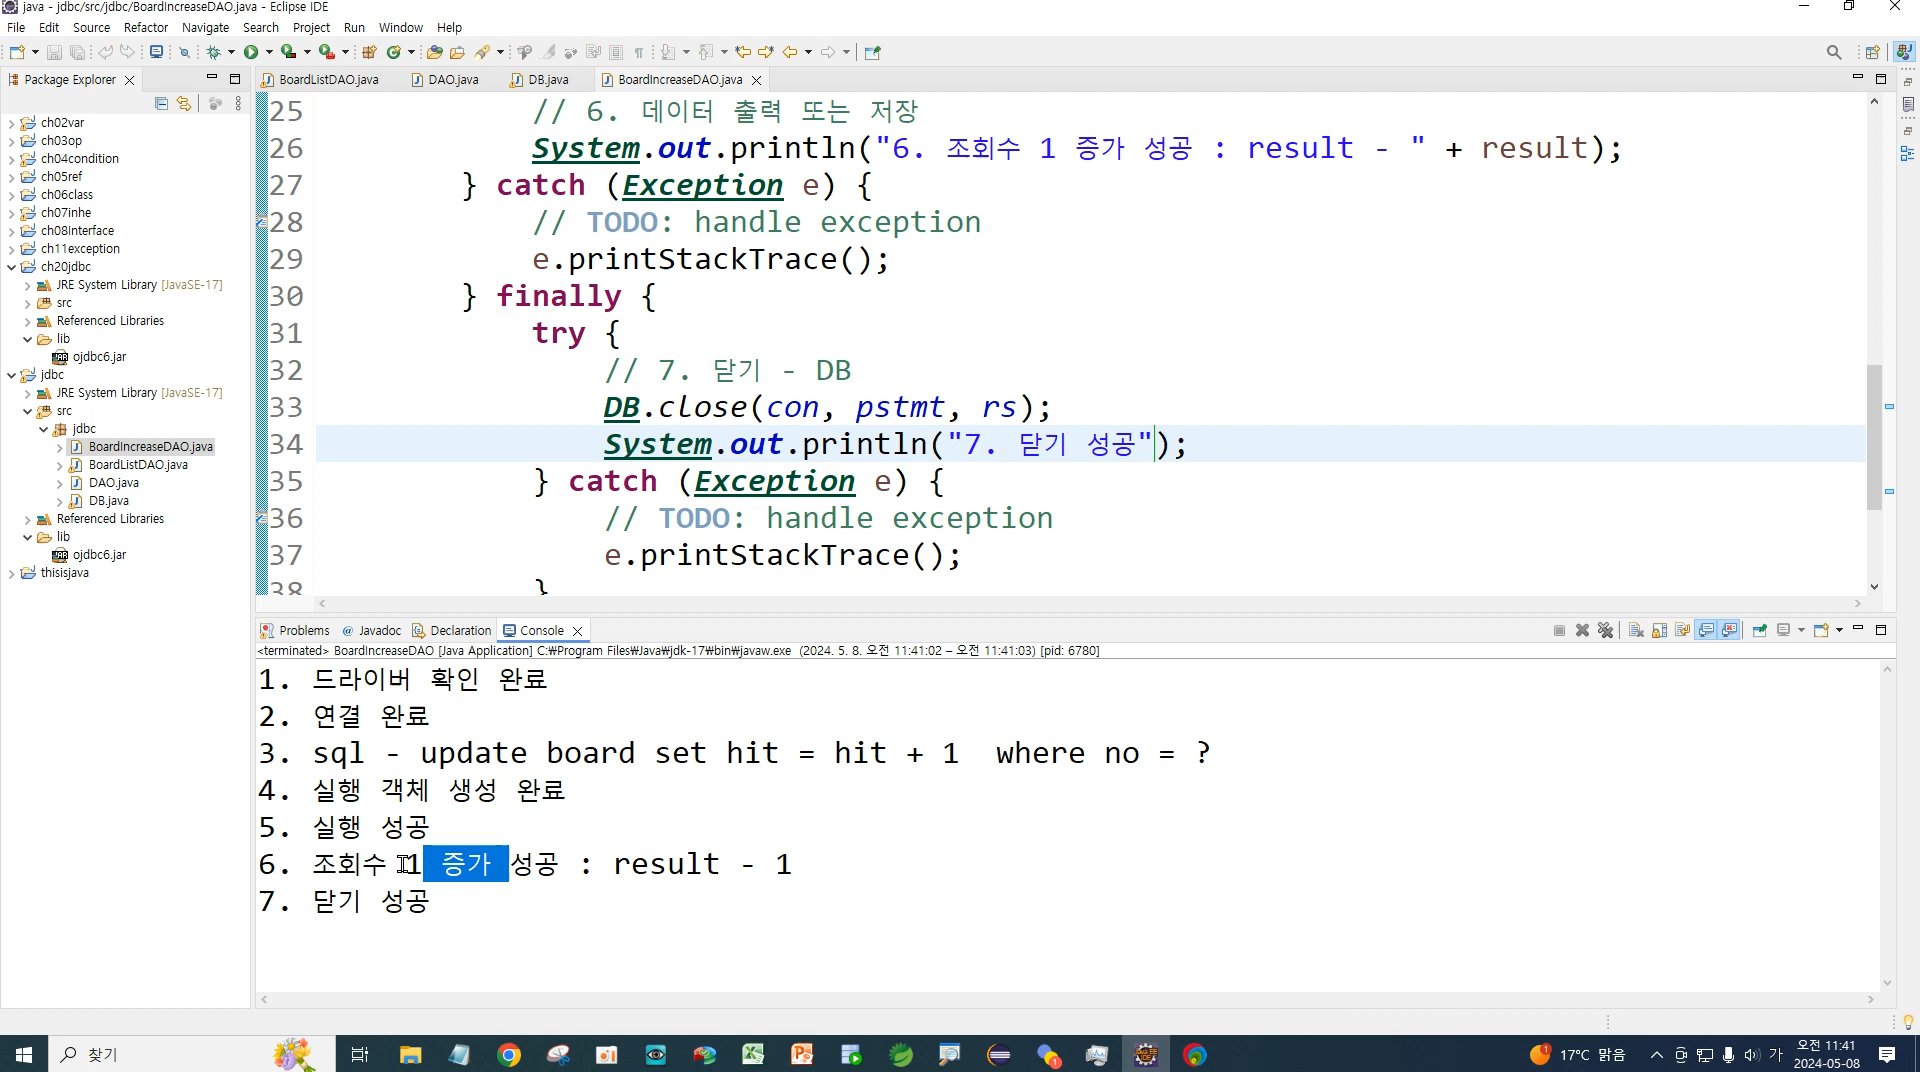 java - jdbc/src/jdbc/BoardIncreaseDAO.java - Eclipse IDE
File Edit Source Refactor Navigate Search Project Run Window Help
Package Explorer
BoardListDAO.java DAO.java DB.java BoardIncreaseDAO.java
ch02var
ch03op
ch04condition
ch05ref
ch06class
ch07inhe
ch08Interface
ch11exception
ch20jdbc
JRE System Library [JavaSE-17]
src
Referenced Libraries
lib
ojdbc6.jar
jdbc
JRE System Library [JavaSE-17]
src
jdbc
BoardIncreaseDAO.java
BoardListDAO.java
DAO.java
DB.java
Referenced Libraries
lib
ojdbc6.jar
thisisjava
25 // 6. 데이터 출력 또는 저장
26 System.out.println("6. 조회수 1 증가 성공 : result - " + result);
27 } catch (Exception e) {
28 // TODO: handle exception
29 e.printStackTrace();
30 } finally {
31 try {
32 // 7. 닫기 - DB
33 DB.close(con, pstmt, rs);
34 System.out.println("7. 닫기 성공");
35 } catch (Exception e) {
36 // TODO: handle exception
37 e.printStackTrace();
38 }
Problems Javadoc Declaration Console
<terminated> BoardIncreaseDAO [Java Application] C:₩Program Files₩Java₩jdk-17₩bin₩javaw.exe (2024. 5. 8. 오전 11:41:02 – 오전 11:41:03) [pid: 6780]
1. 드라이버 확인 완료
2. 연결 완료
3. sql - update board set hit = hit + 1  where no = ?
4. 실행 객체 생성 완료
5. 실행 성공
6. 조회수 1 증가 성공 : result - 1
7. 닫기 성공
찾기
17°C 맑음
가
오전 11:41
2024-05-08